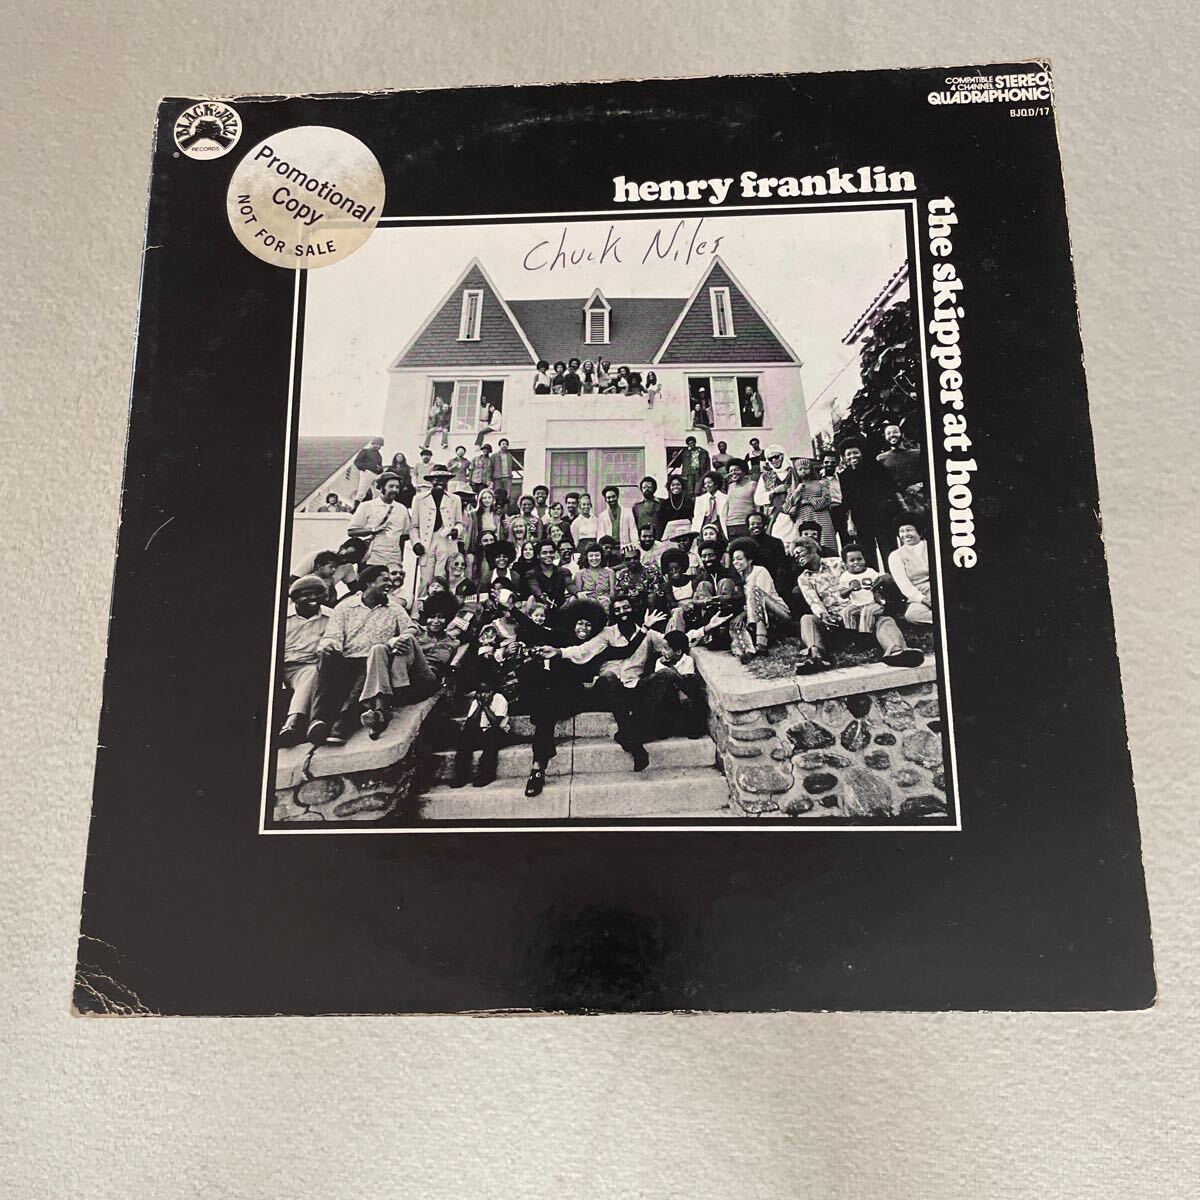 BLACK JAZZ
RECORDS
®
Promotional
Copy
NOT FOR SALE
COMPATIBLE
4 CHANNEL STEREO
QUADRAPHONIC
BJQD/17
henry franklin
the skipper at home
Chuck Niles